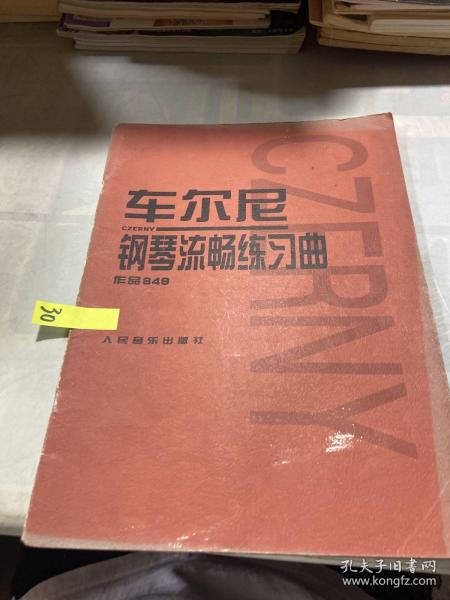 车尔尼
CZERNY
钢琴流畅练习曲
作品849
人民音乐出版社
CZERNY
30
孔夫子旧书网
www.kongfz.com